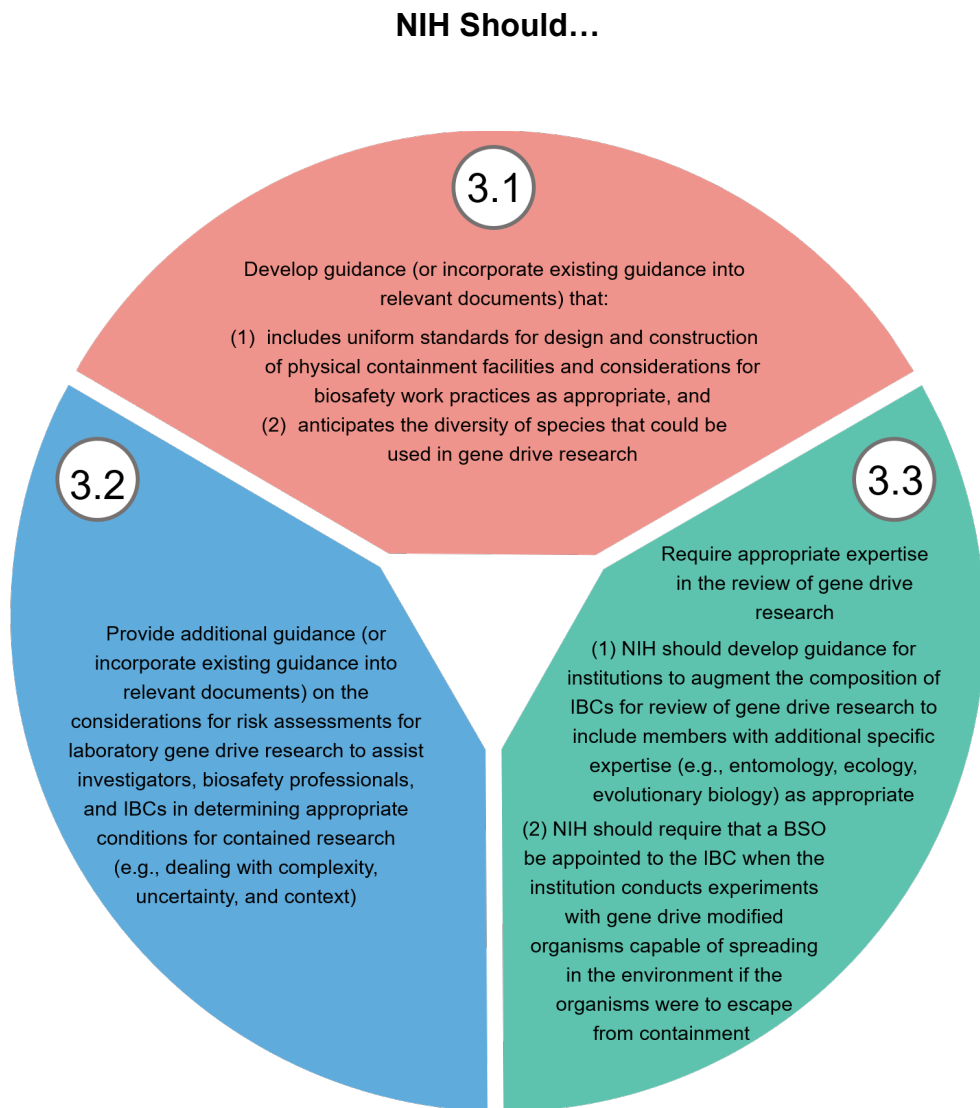 NIH Should…
3.1
Develop guidance (or incorporate existing guidance into
relevant documents) that:
(1) includes uniform standards for design and construction
of physical containment facilities and considerations for
biosafety work practices as appropriate, and
(2) anticipates the diversity of species that could be
used in gene drive research
3.2
Provide additional guidance (or
incorporate existing guidance into
relevant documents) on the
considerations for risk assessments for
laboratory gene drive research to assist
investigators, biosafety professionals,
and IBCs in determining appropriate
conditions for contained research
(e.g., dealing with complexity,
uncertainty, and context)
3.3
Require appropriate expertise
in the review of gene drive
research
(1) NIH should develop guidance for
institutions to augment the composition of
IBCs for review of gene drive research to
include members with additional specific
expertise (e.g., entomology, ecology,
evolutionary biology) as appropriate
(2) NIH should require that a BSO
be appointed to the IBC when the
institution conducts experiments
with gene drive modified
organisms capable of spreading
in the environment if the
organisms were to escape
from containment